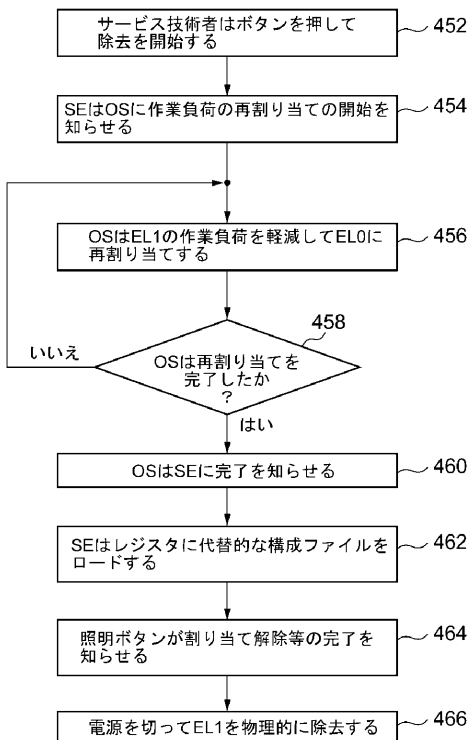 サービス技術者はボタンを押して
除去を開始する
452
SEはOSに作業負荷の再割り当ての開始を
知らせる
454
OSはEL1の作業負荷を軽減してEL0に
再割り当てする
456
458
いいえ
OSは再割り当てを
完了したか
?
はい
OSはSEに完了を知らせる
460
SEはレジスタに代替的な構成ファイルを
ロードする
462
照明ボタンが割り当て解除等の完了を
知らせる
464
電源を切ってEL1を物理的に除去する
466